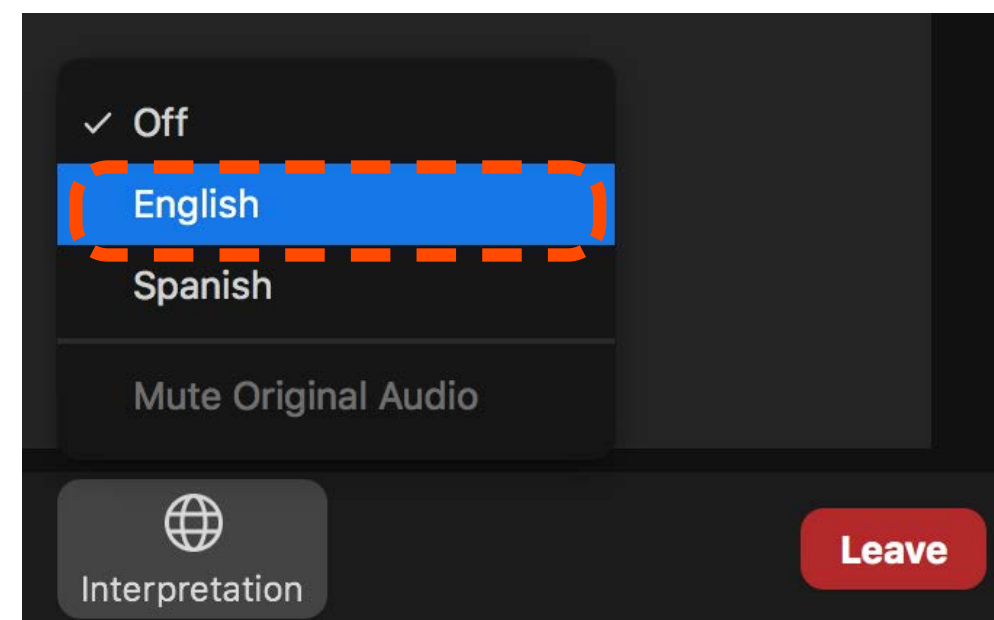 Off
English
Spanish
Mute Original Audio
Interpretation
Leave